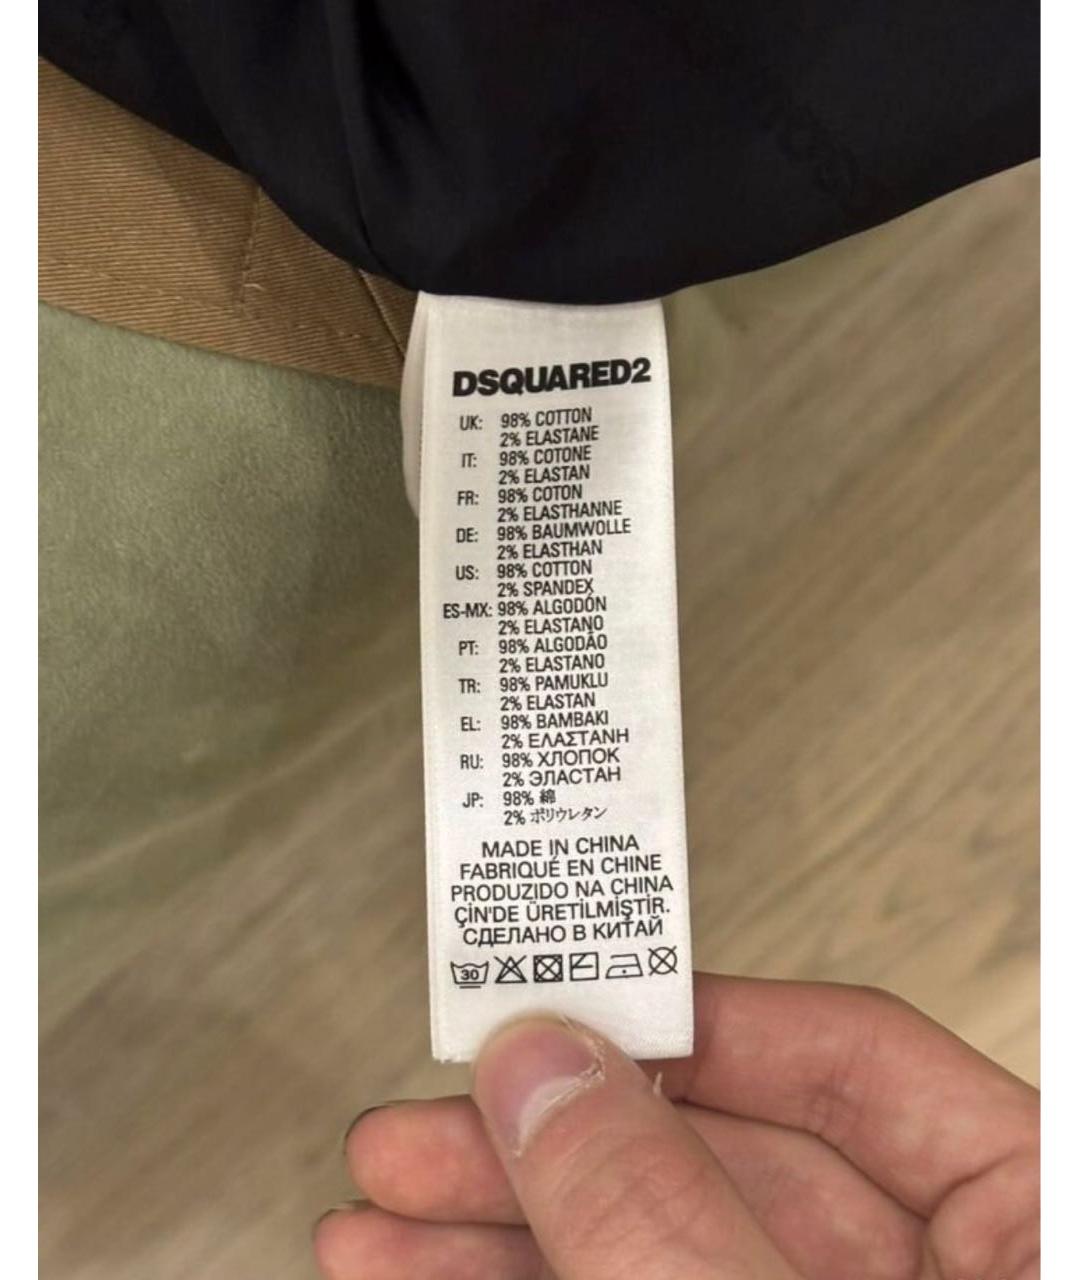 DSQUARED2
UK: 98% COTTON
2% ELASTANE
IT: 98% COTONE
2% ELASTAN
FR: 98% COTON
2% ELASTHANNE
DE: 98% BAUMWOLLE
2% ELASTHAN
US: 98% COTTON
2% SPANDEX
ES-MX: 98% ALGODÓN
2% ELASTANO
PT: 98% ALGODÃO
2% ELASTANO
TR: 98% PAMUKLU
2% ELASTAN
EL: 98% BAMBAKI
2% ΕΛΑΣΤΑΝΗ
RU: 98% ХЛОПОК
2% ЭЛАСТАН
JP: 98% 綿
2% ポリウレタン
MADE IN CHINA
FABRIQUÉ EN CHINE
PRODUZIDO NA CHINA
ÇİN'DE ÜRETİLMİŞTİR.
СДЕЛАНО В КИТАЙ
30